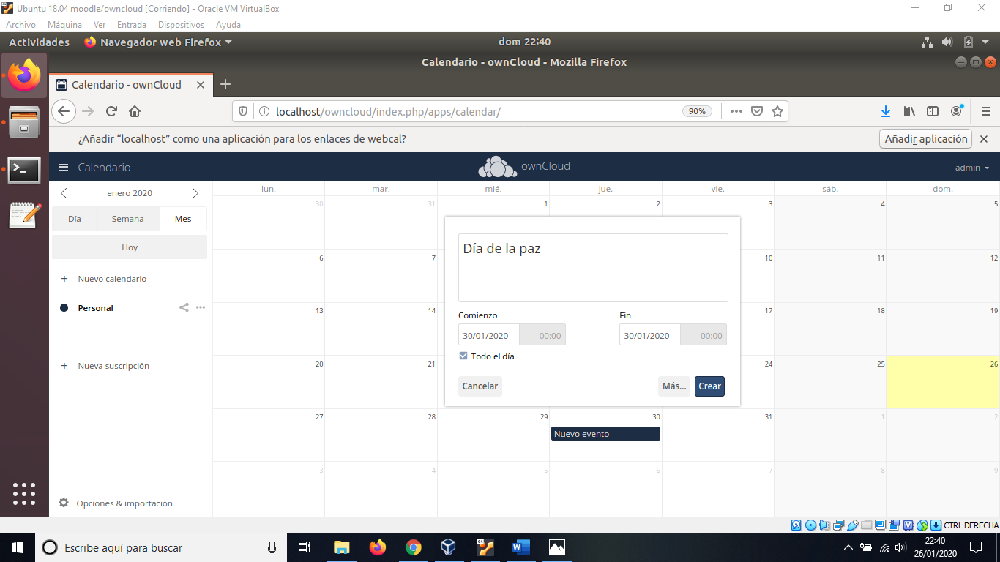 Ubuntu 18.04 moodle/owncloud [Corriendo] - Oracle VM VirtualBox
Archivo Máquina Ver Entrada Dispositivos Ayuda
Actividades Navegador web Firefox dom 22:40
Calendario - ownCloud - Mozilla Firefox
Calendario - ownCloud
localhost/owncloud/index.php/apps/calendar/ 90%
¿Añadir “localhost” como una aplicación para los enlaces de webcal? Añadir aplicación
Calendario ownCloud admin
enero 2020
Día Semana Mes
Hoy
+ Nuevo calendario
Personal
+ Nueva suscripción
Opciones & importación
lun. mar. mié. jue. vie. sáb. dom.
30 31 1 2 3 4 5
6 7 10 11 12
13 14 17 18 19
20 21 24 25 26
27 28 29 30 31 1 2
Nuevo evento
3 4 5 6 7 8 9
Día de la paz
Comienzo Fin
30/01/2020 00:00 30/01/2020 00:00
Todo el día
Cancelar Más... Crear
CTRL DERECHA
Escribe aquí para buscar
22:40
26/01/2020